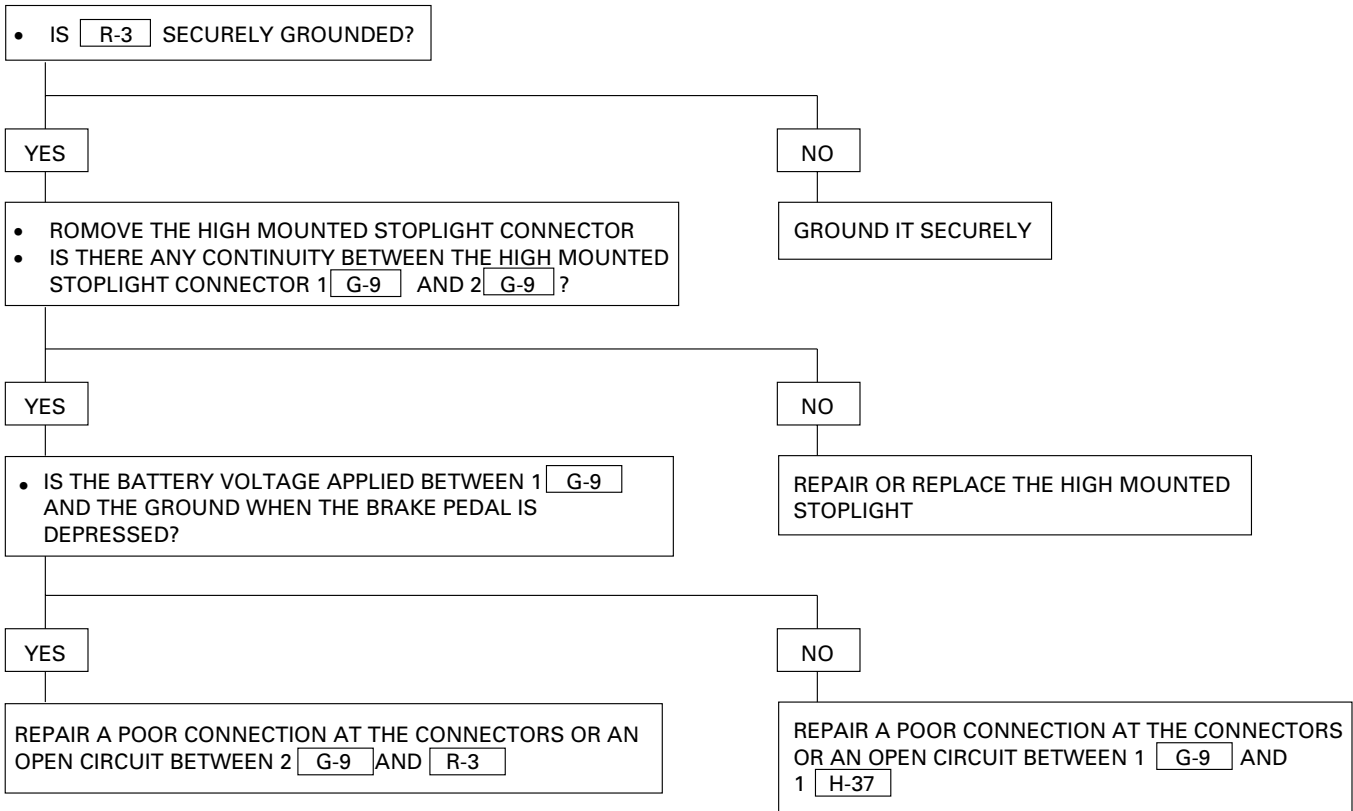 • IS R-3 SECURELY GROUNDED?
YES
NO
• ROMOVE THE HIGH MOUNTED STOPLIGHT CONNECTOR
• IS THERE ANY CONTINUITY BETWEEN THE HIGH MOUNTED
STOPLIGHT CONNECTOR 1 G-9 AND 2 G-9 ?
GROUND IT SECURELY
YES
NO
• IS THE BATTERY VOLTAGE APPLIED BETWEEN 1 G-9
AND THE GROUND WHEN THE BRAKE PEDAL IS
DEPRESSED?
REPAIR OR REPLACE THE HIGH MOUNTED
STOPLIGHT
YES
NO
REPAIR A POOR CONNECTION AT THE CONNECTORS OR AN
OPEN CIRCUIT BETWEEN 2 G-9 AND R-3
REPAIR A POOR CONNECTION AT THE CONNECTORS
OR AN OPEN CIRCUIT BETWEEN 1 G-9 AND
1 H-37